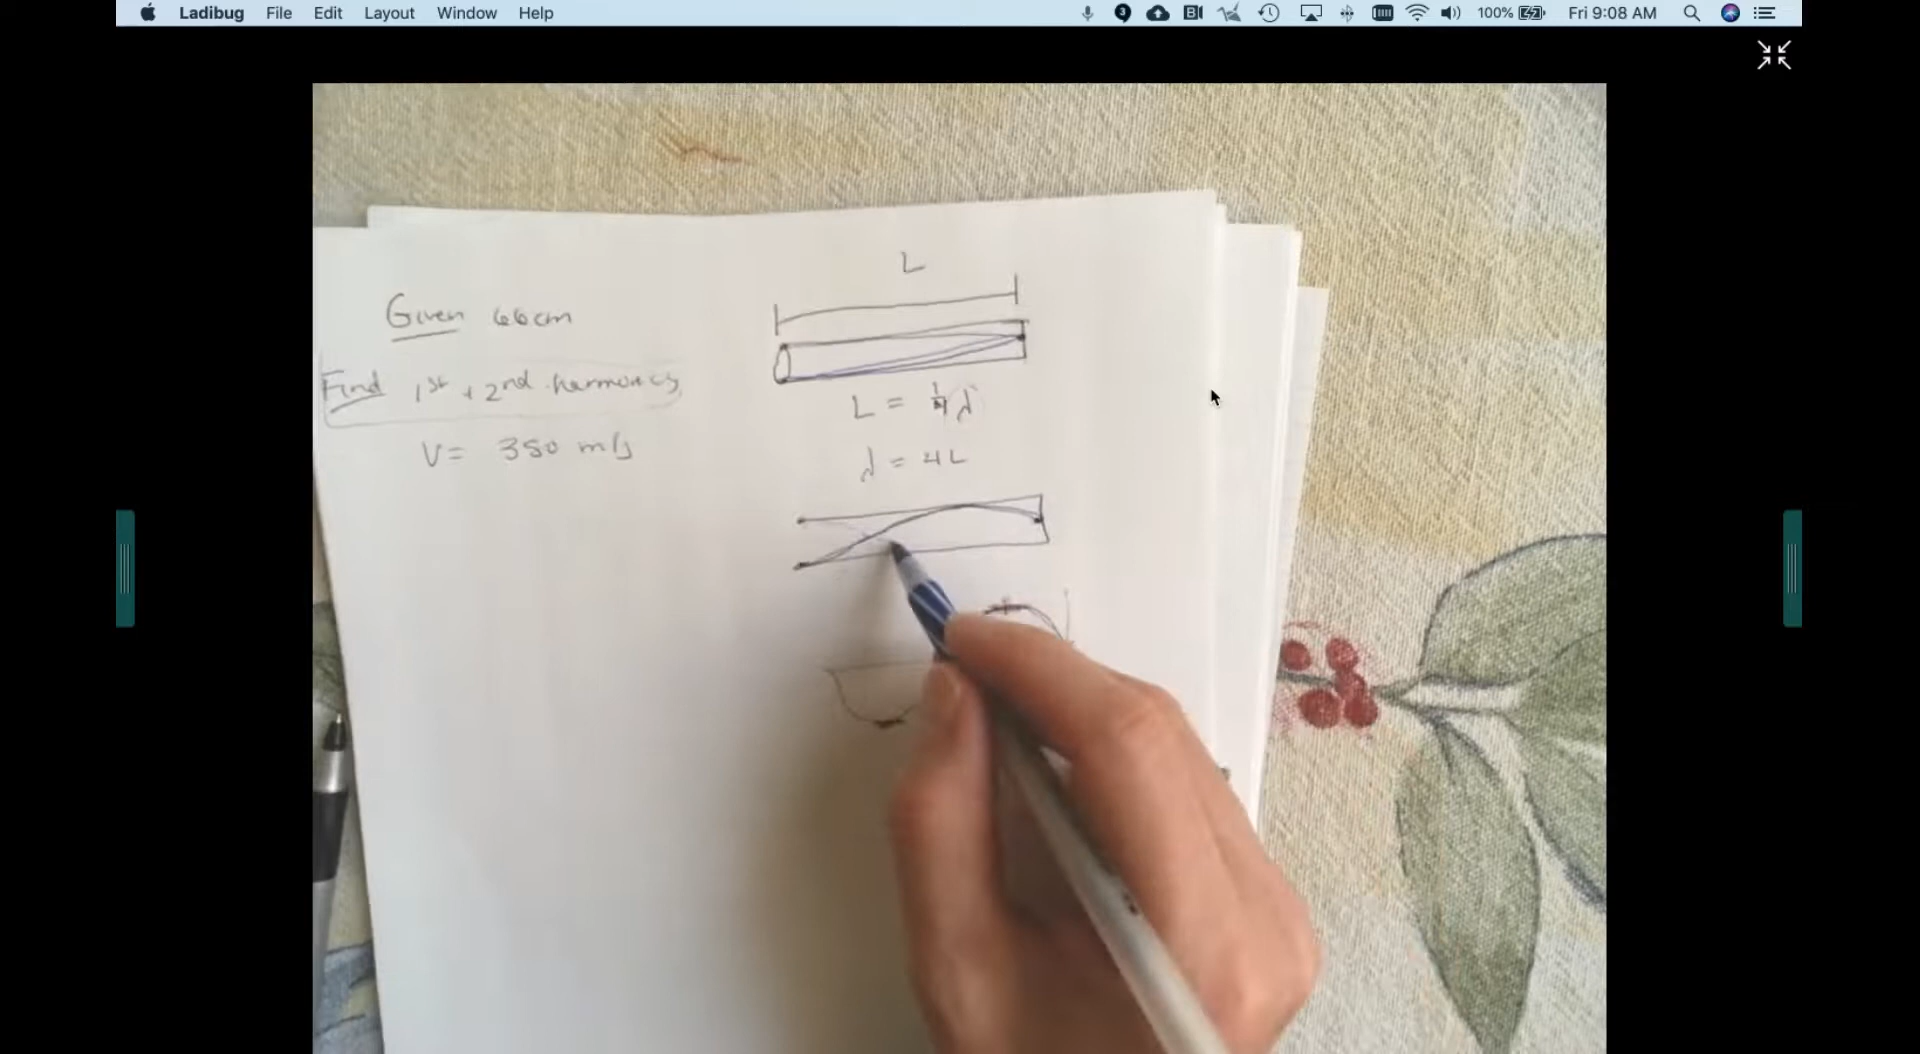 Ladibug File Edit Layout Window Help 3 100% Fri 9:08 AM
L
Given 66cm
Find 1st + 2nd harmonics
V = 350 m/s
L = 1/4 λ
λ = 4L